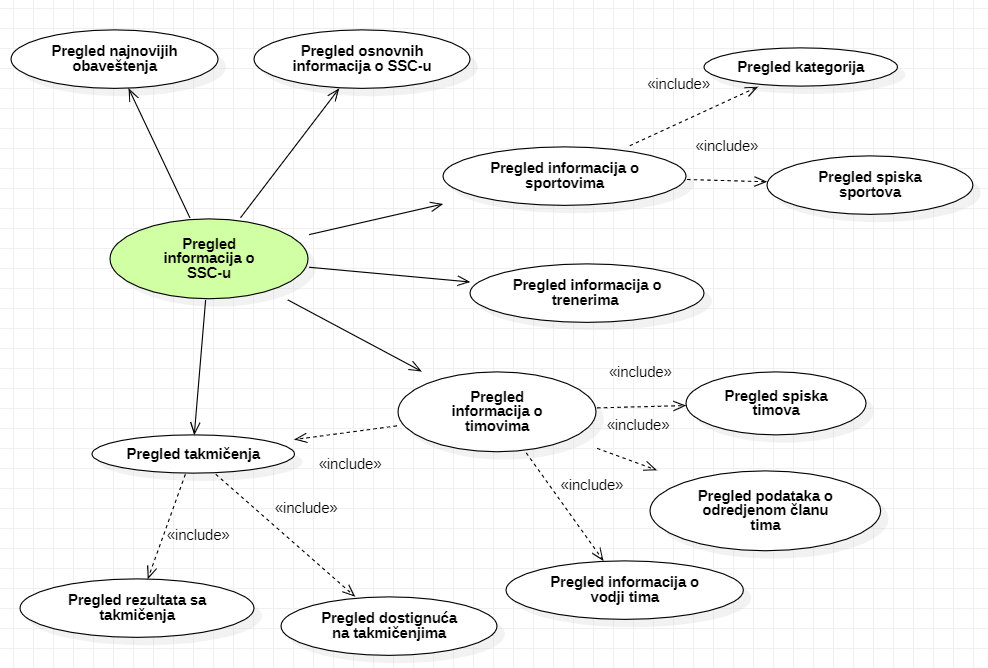 Pregled najnovijih
obaveštenja
Pregled osnovnih
informacija o SSC-u
Pregled kategorija
«include»
«include»
Pregled informacija o
sportovima
Pregled spiska
sportova
Pregled
informacija o
SSC-u
Pregled informacija o
trenerima
«include»
Pregled
informacija o
timovima
Pregled spiska
timova
«include»
Pregled takmičenja
«include»
«include»
Pregled podataka o
odredjenom članu
tima
«include»
«include»
Pregled informacija o
vodji tima
Pregled rezultata sa
takmičenja
Pregled dostignuća
na takmičenjima